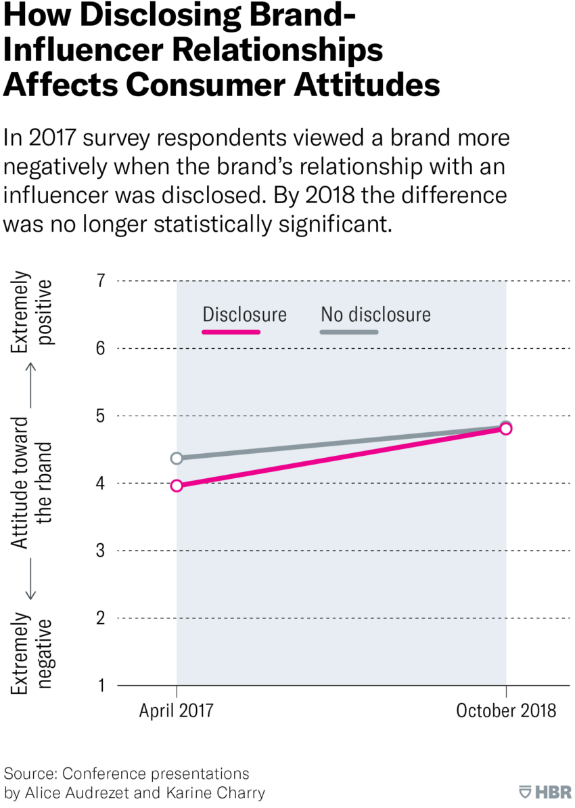 How Disclosing Brand-
Influencer Relationships
Affects Consumer Attitudes
In 2017 survey respondents viewed a brand more
negatively when the brand’s relationship with an
influencer was disclosed. By 2018 the difference
was no longer statistically significant.
Extremely
positive
Attitude toward
the rband
Extremely
negative
7
Disclosure No disclosure
6
5
4
3
2
1
April 2017 October 2018
Source: Conference presentations
by Alice Audrezet and Karine Charry
HBR